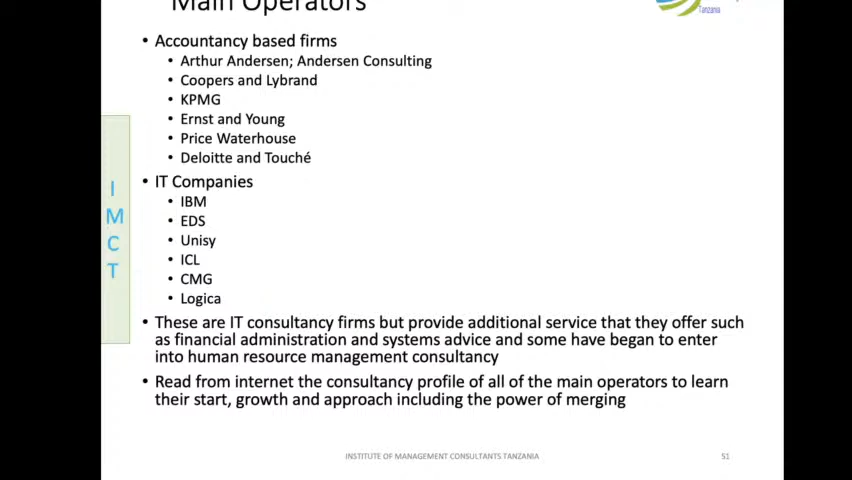 Main Operators
Tanzania
• Accountancy based firms
• Arthur Andersen; Andersen Consulting
• Coopers and Lybrand
• KPMG
• Ernst and Young
• Price Waterhouse
• Deloitte and Touché
• IT Companies
• IBM
• EDS
• Unisy
• ICL
• CMG
• Logica
• These are IT consultancy firms but provide additional service that they offer such
as financial administration and systems advice and some have began to enter
into human resource management consultancy
• Read from internet the consultancy profile of all of the main operators to learn
their start, growth and approach including the power of merging
I
M
C
T
INSTITUTE OF MANAGEMENT CONSULTANTS TANZANIA
51